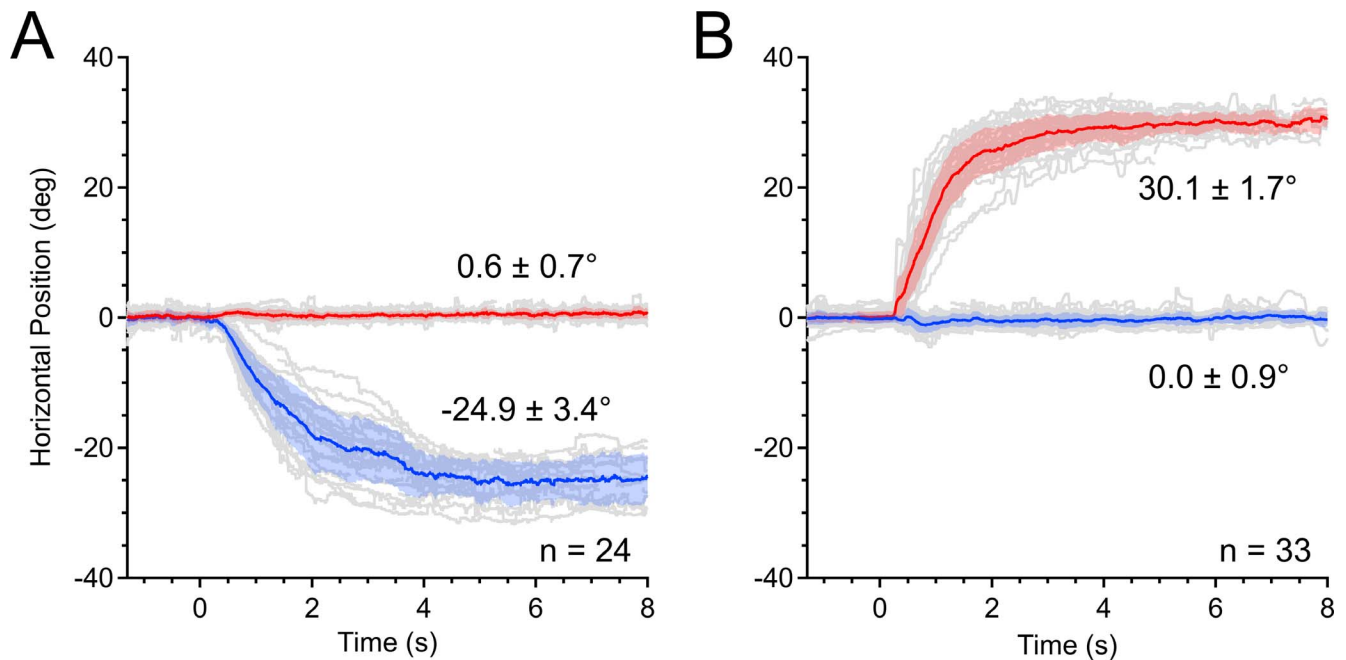 A
Horizontal Position (deg)
40
20
0
-20
-40
0.6 ± 0.7°
-24.9 ± 3.4°
n = 24
0 2 4 6 8
Time (s)
B
40
20
0
-20
-40
30.1 ± 1.7°
0.0 ± 0.9°
n = 33
0 2 4 6 8
Time (s)